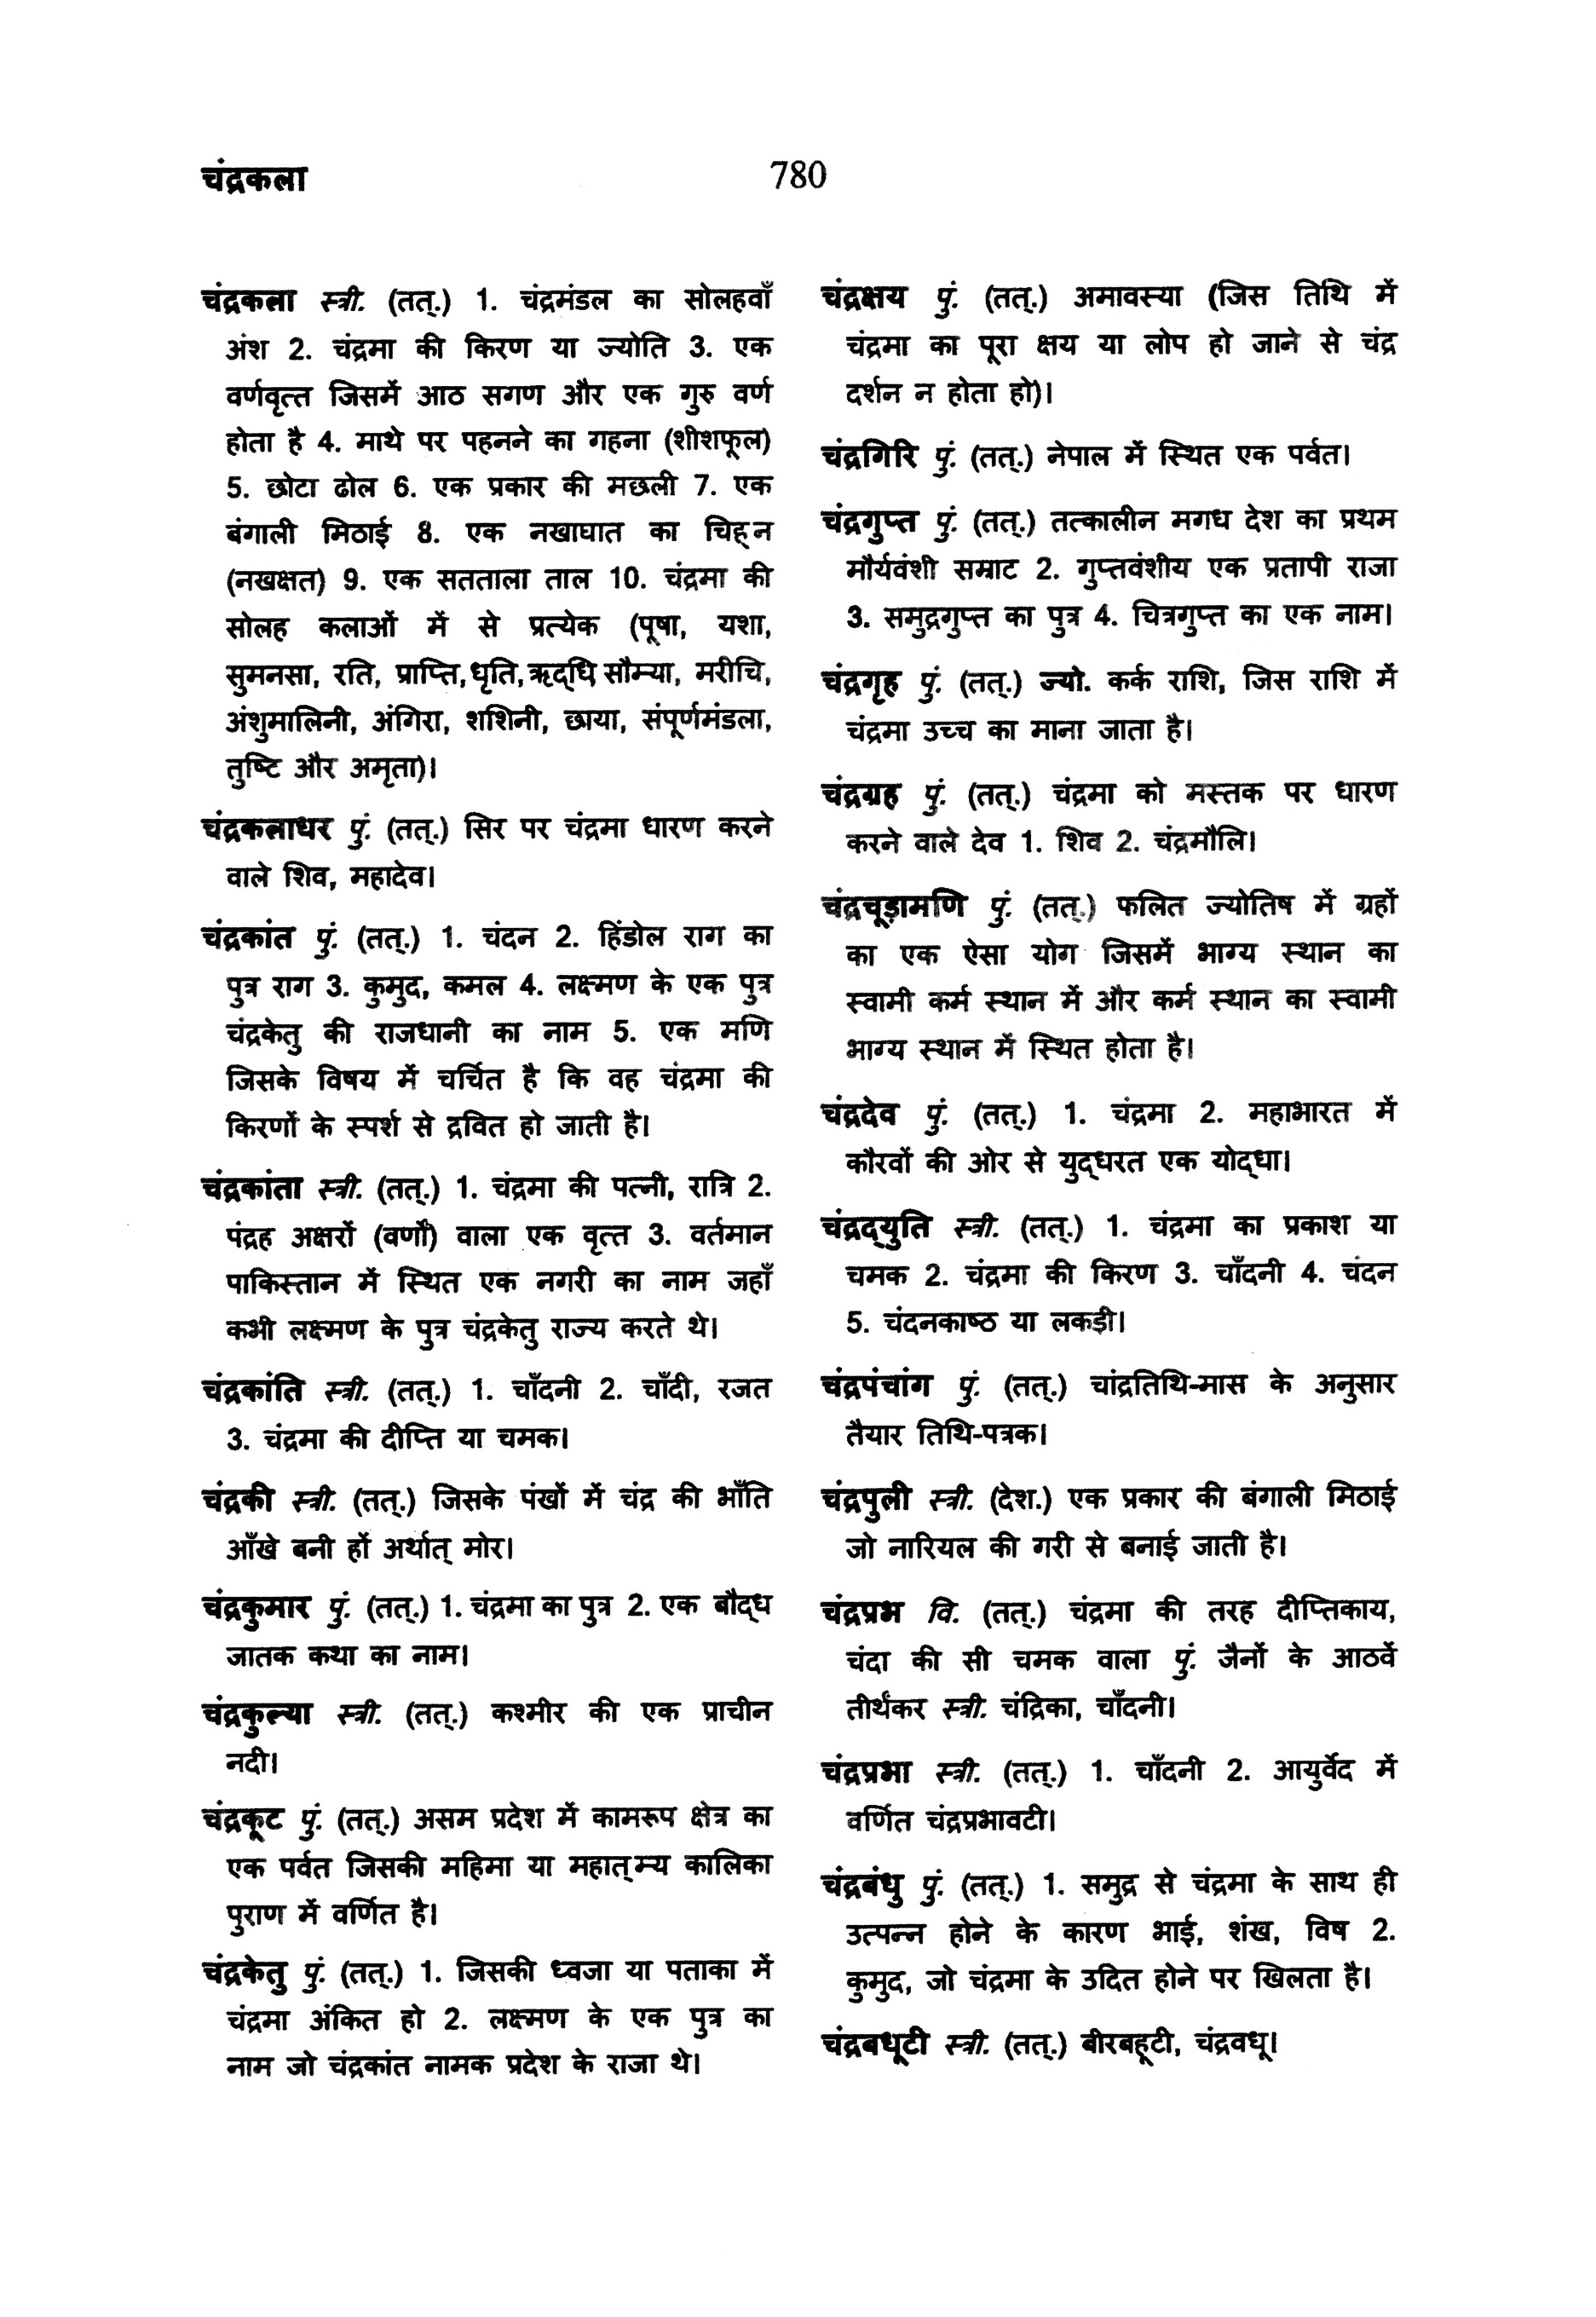 चंद्रकला
780
चंद्रकला स्त्री. (तत्.) 1. चंद्रमंडल का सोलहवाँ
अंश 2. चंद्रमा की किरण या ज्योति 3. एक
वर्णवृत्त जिसमें आठ सगण और एक गुरु वर्ण
होता है 4. माथे पर पहनने का गहना (शीशफूल)
5. छोटा ढोल 6. एक प्रकार की मछली 7. एक
बंगाली मिठाई 8. एक नखाघात का चिह्‌न
(नखक्षत) 9. एक सतताला ताल 10. चंद्रमा की
सोलह कलाओं में से प्रत्येक (पूषा, यशा,
सुमनसा, रति, प्राप्ति, धृति, ऋद्‌धि सौम्या, मरीचि,
अंशुमालिनी, अंगिरा, शशिनी, छाया, संपूर्णमंडला,
तुष्टि और अमृता)।
चंद्रकलाधर पुं. (तत्.) सिर पर चंद्रमा धारण करने
वाले शिव, महादेव।
चंद्रकांत पुं. (तत्.) 1. चंदन 2. हिंडोल राग का
पुत्र राग 3. कुमुद, कमल 4. लक्ष्मण के एक पुत्र
चंद्रकेतु की राजधानी का नाम 5. एक मणि
जिसके विषय में चर्चित है कि वह चंद्रमा की
किरणों के स्पर्श से द्रवित हो जाती है।
चंद्रकांता स्त्री. (तत्.) 1. चंद्रमा की पत्नी, रात्रि 2.
पंद्रह अक्षरों (वर्णों) वाला एक वृत्त 3. वर्तमान
पाकिस्तान में स्थित एक नगरी का नाम जहाँ
कभी लक्ष्मण के पुत्र चंद्रकेतु राज्य करते थे।
चंद्रकांति स्त्री. (तत्.) 1. चाँदनी 2. चाँदी, रजत
3. चंद्रमा की दीप्ति या चमक।
चंद्रकी स्त्री. (तत्.) जिसके पंखों में चंद्र की भाँति
आँखे बनी हों अर्थात् मोर।
चंद्रकुमार पुं. (तत्.) 1. चंद्रमा का पुत्र 2. एक बौद्‌ध
जातक कथा का नाम।
चंद्रकुल्या स्त्री. (तत्.) कश्मीर की एक प्राचीन
नदी।
चंद्रकूट पुं. (तत्.) असम प्रदेश में कामरूप क्षेत्र का
एक पर्वत जिसकी महिमा या महात्‌म्य कालिका
पुराण में वर्णित है।
चंद्रकेतु पुं. (तत्.) 1. जिसकी ध्वजा या पताका में
चंद्रमा अंकित हो 2. लक्ष्मण के एक पुत्र का
नाम जो चंद्रकांत नामक प्रदेश के राजा थे।
चंद्रक्षय पुं. (तत्.) अमावस्या (जिस तिथि में
चंद्रमा का पूरा क्षय या लोप हो जाने से चंद्र
दर्शन न होता हो)।
चंद्रगिरि पुं. (तत्.) नेपाल में स्थित एक पर्वत।
चंद्रगुप्त पुं. (तत्.) तत्कालीन मगध देश का प्रथम
मौर्यवंशी सम्राट 2. गुप्तवंशीय एक प्रतापी राजा
3. समुद्रगुप्त का पुत्र 4. चित्रगुप्त का एक नाम।
चंद्रगृह पुं. (तत्.) ज्यो. कर्क राशि, जिस राशि में
चंद्रमा उच्च का माना जाता है।
चंद्रग्रह पुं. (तत्.) चंद्रमा को मस्तक पर धारण
करने वाले देव 1. शिव 2. चंद्रमौलि।
चंद्रचूड़ामणि पुं. (तत्.) फलित ज्योतिष में ग्रहों
का एक ऐसा योग जिसमें भाग्य स्थान का
स्वामी कर्म स्थान में और कर्म स्थान का स्वामी
भाग्य स्थान में स्थित होता है।
चंद्रदेव पुं. (तत्.) 1. चंद्रमा 2. महाभारत में
कौरवों की ओर से युद्‌धरत एक योद्‌धा।
चंद्रद्‌युति स्त्री. (तत्.) 1. चंद्रमा का प्रकाश या
चमक 2. चंद्रमा की किरण 3. चाँदनी 4. चंदन
5. चंदनकाष्ठ या लकड़ी।
चंद्रपंचांग पुं. (तत्.) चांद्रतिथि-मास के अनुसार
तैयार तिथि-पत्रक।
चंद्रपुली स्त्री. (देश.) एक प्रकार की बंगाली मिठाई
जो नारियल की गरी से बनाई जाती है।
चंद्रप्रभ वि. (तत्.) चंद्रमा की तरह दीप्तिकाय,
चंदा की सी चमक वाला पुं. जैनों के आठवें
तीर्थंकर स्त्री. चंद्रिका, चाँदनी।
चंद्रप्रभा स्त्री. (तत्.) 1. चाँदनी 2. आयुर्वेद में
वर्णित चंद्रप्रभावटी।
चंद्रबंधु पुं. (तत्.) 1. समुद्र से चंद्रमा के साथ ही
उत्पन्न होने के कारण भाई, शंख, विष 2.
कुमुद, जो चंद्रमा के उदित होने पर खिलता है।
चंद्रबधूटी स्त्री. (तत्.) बीरबहूटी, चंद्रवधू।